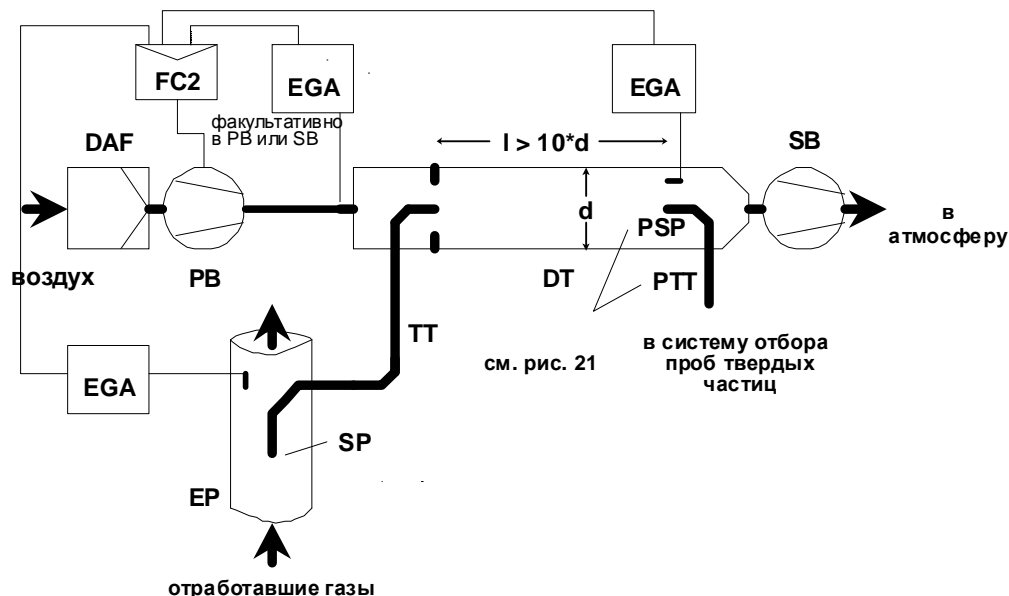 FC2
EGA
EGA
факультативно
в PB или SB
DAF
l > 10*d
SB
d
PSP
в
атмосферу
воздух
PB
DT
PTT
TT
см. рис. 21
в систему отбора
проб твердых
частиц
EGA
SP
EP
отработавшие газы